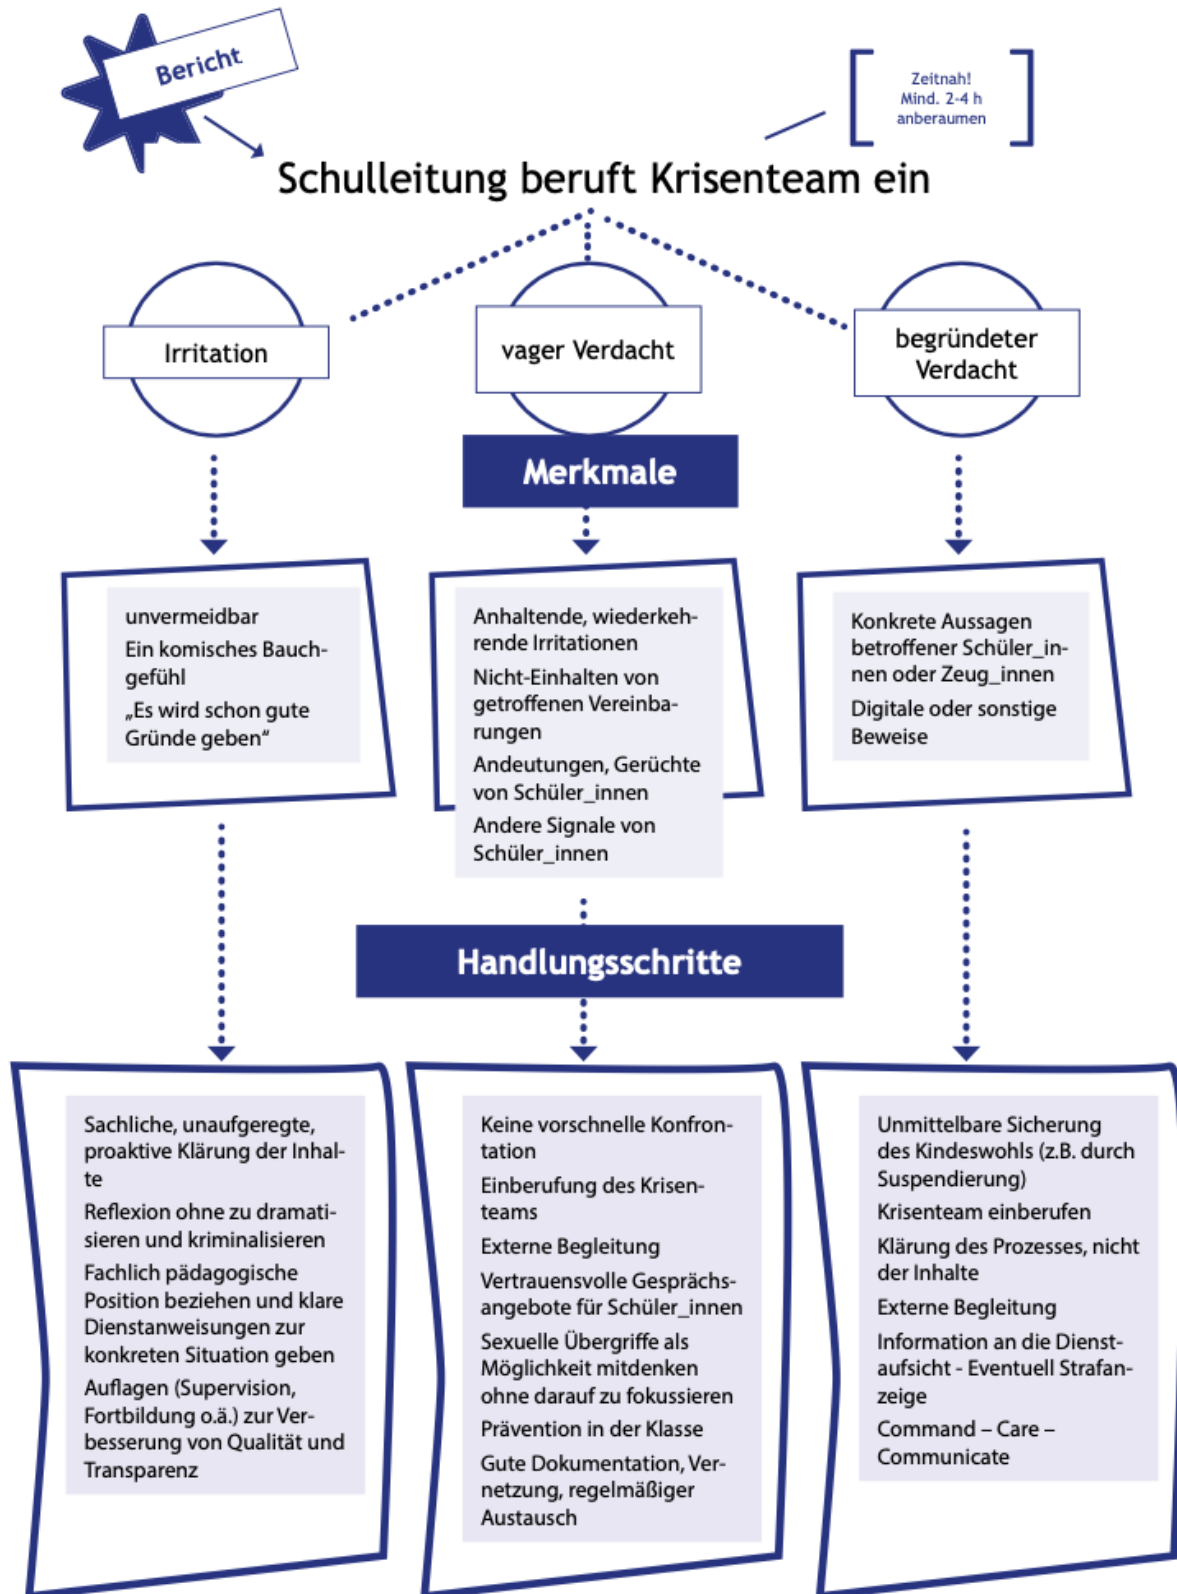 Bericht
Zeitnah!
Mind. 2-4 h
anberaumen
Schulleitung beruft Krisenteam ein
Irritation
vager Verdacht
begründeter
Verdacht
Merkmale
unvermeidbar
Ein komisches Bauch-
gefühl
„Es wird schon gute
Gründe geben“
Anhaltende, wiederkeh-
rende Irritationen
Nicht-Einhalten von
getroffenen Vereinba-
rungen
Andeutungen, Gerüchte
von Schüler_innen
Andere Signale von
Schüler_innen
Konkrete Aussagen
betroffener Schüler_in-
nen oder Zeug_innen
Digitale oder sonstige
Beweise
Handlungsschritte
Sachliche, unaufgeregte,
proaktive Klärung der Inhal-
te
Reflexion ohne zu dramati-
sieren und kriminalisieren
Fachlich pädagogische
Position beziehen und klare
Dienstanweisungen zur
konkreten Situation geben
Auflagen (Supervision,
Fortbildung o.ä.) zur Ver-
besserung von Qualität und
Transparenz
Keine vorschnelle Konfron-
tation
Einberufung des Krisen-
teams
Externe Begleitung
Vertrauensvolle Gesprächs-
angebote für Schüler_innen
Sexuelle Übergriffe als
Möglichkeit mitdenken
ohne darauf zu fokussieren
Prävention in der Klasse
Gute Dokumentation, Ver-
netzung, regelmäßiger
Austausch
Unmittelbare Sicherung
des Kindeswohls (z.B. durch
Suspendierung)
Krisenteam einberufen
Klärung des Prozesses, nicht
der Inhalte
Externe Begleitung
Information an die Dienst-
aufsicht - Eventuell Strafan-
zeige
Command – Care –
Communicate